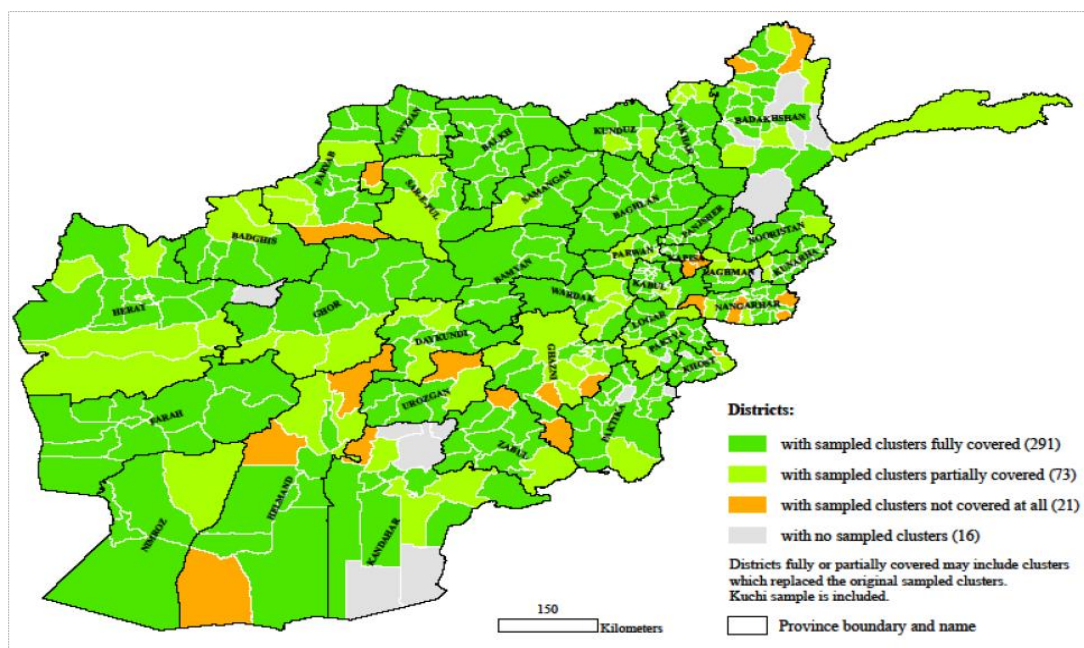 JAWZJAN
BALKH
KUNDUZ
TAKHAR
BADAKHSHAN
FARYAB
SAR-E-PUL
SAMANGAN
BAGHLAN
BADGHIS
PANJSHER
NOORISTAN
PARWAN
KAPISA
LAGHMAN
KUNARHA
BAMYAN
WARDAK
KABUL
HERAT
GHOR
NANGARHAR
LOGAR
DAYKUNDI
PAKTYA
GHAZNI
KHOST
UROZGAN
FARAH
PAKTIKA
ZABUL
NIMROZ
HELMAND
KANDAHAR
Districts:
with sampled clusters fully covered (291)
with sampled clusters partially covered (73)
with sampled clusters not covered at all (21)
with no sampled clusters (16)
Districts fully or partially covered may include clusters
which replaced the original sampled clusters.
Kuchi sample is included.
150
Kilometers
Province boundary and name